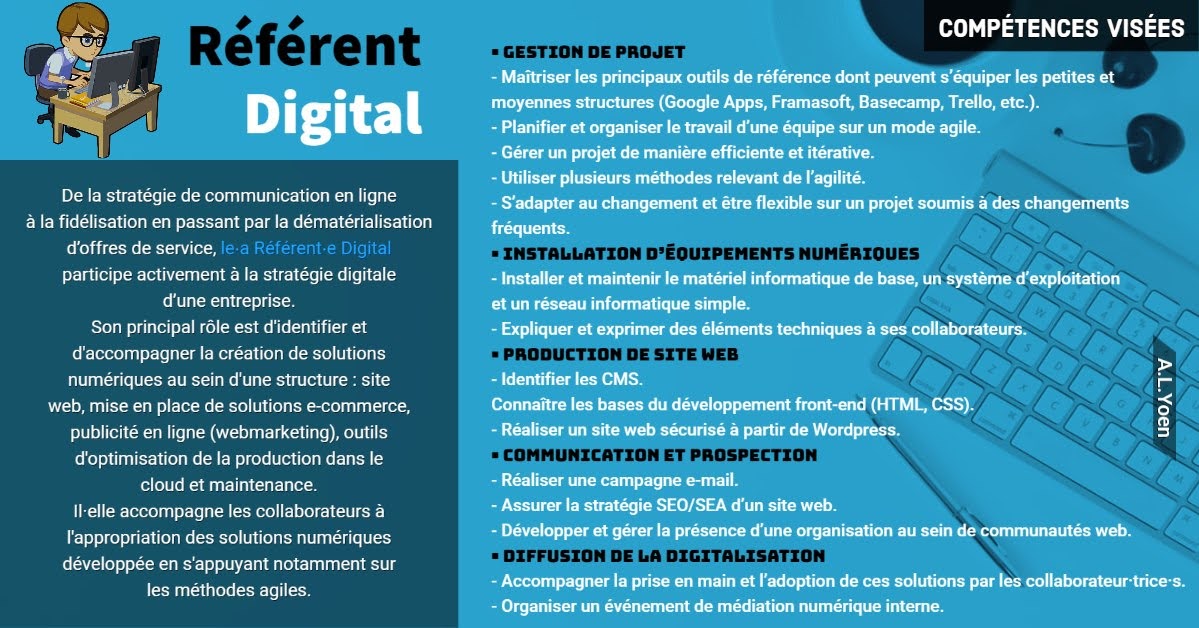 Référent
Digital
De la stratégie de communication en ligne
à la fidélisation en passant par la dématérialisation
d'offres de service, le·a Référent·e Digital
participe activement à la stratégie digitale
d'une entreprise.
Son principal rôle est d'identifier et
d'accompagner la création de solutions
numériques au sein d'une structure : site
web, mise en place de solutions e-commerce,
publicité en ligne (webmarketing), outils
d'optimisation de la production dans le
cloud et maintenance.
Il·elle accompagne les collaborateurs à
l'appropriation des solutions numériques
développée en s'appuyant notamment sur
les méthodes agiles.
COMPÉTENCES VISÉES
▪ GESTION DE PROJET
- Maîtriser les principaux outils de référence dont peuvent s'équiper les petites et
moyennes structures (Google Apps, Framasoft, Basecamp, Trello, etc.).
- Planifier et organiser le travail d'une équipe sur un mode agile.
- Gérer un projet de manière efficiente et itérative.
- Utiliser plusieurs méthodes relevant de l'agilité.
- S'adapter au changement et être flexible sur un projet soumis à des changements
fréquents.
▪ INSTALLATION D'ÉQUIPEMENTS NUMÉRIQUES
- Installer et maintenir le matériel informatique de base, un système d'exploitation
et un réseau informatique simple.
- Expliquer et exprimer des éléments techniques à ses collaborateurs.
▪ PRODUCTION DE SITE WEB
- Identifier les CMS.
Connaître les bases du développement front-end (HTML, CSS).
- Réaliser un site web sécurisé à partir de Wordpress.
▪ COMMUNICATION ET PROSPECTION
- Réaliser une campagne e-mail.
- Assurer la stratégie SEO/SEA d'un site web.
- Développer et gérer la présence d'une organisation au sein de communautés web.
▪ DIFFUSION DE LA DIGITALISATION
- Accompagner la prise en main et l'adoption de ces solutions par les collaborateur·trice·s.
- Organiser un événement de médiation numérique interne.
A.L.Yoen